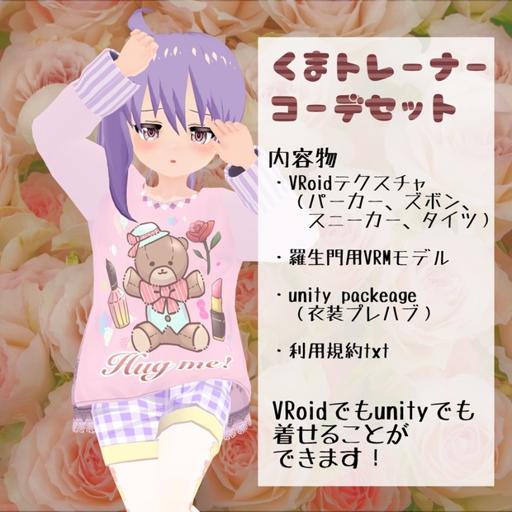 くまトレーナー
コーデセット
内容物
・VRoidテクスチャ
（パーカー、ズボン、
スニーカー、タイツ）
・羅生門用VRMモデル
・unity packeage
（衣装プレハブ）
・利用規約txt
VRoidでもunityでも
着せることが
できます！
Hug me!